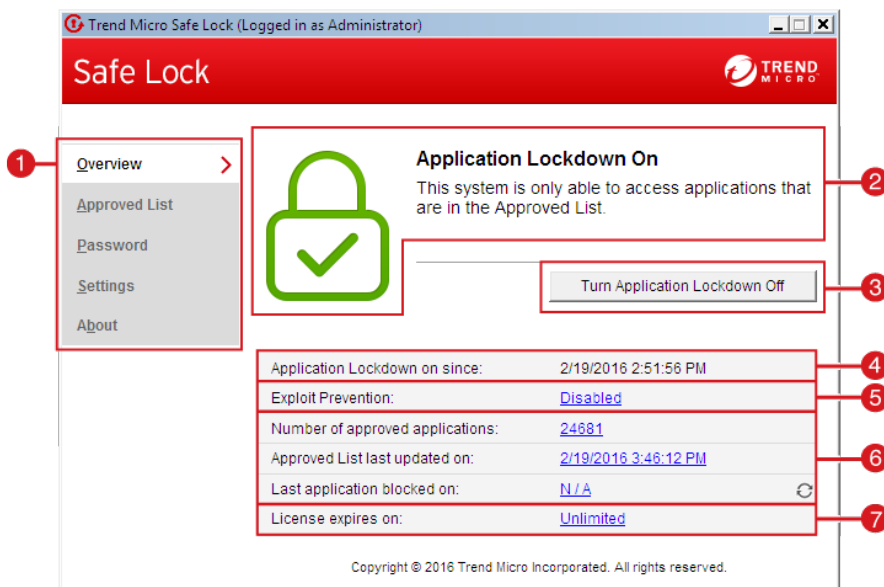 Trend Micro Safe Lock (Logged in as Administrator)
Safe Lock
TREND
MICRO
1
Overview
Approved List
Password
Settings
About
Application Lockdown On
This system is only able to access applications that
are in the Approved List.
2
Turn Application Lockdown Off
3
Application Lockdown on since: 2/19/2016 2:51:56 PM
4
Exploit Prevention: Disabled
5
Number of approved applications: 24681
Approved List last updated on: 2/19/2016 3:46:12 PM
6
Last application blocked on: N / A
License expires on: Unlimited
7
Copyright © 2016 Trend Micro Incorporated. All rights reserved.